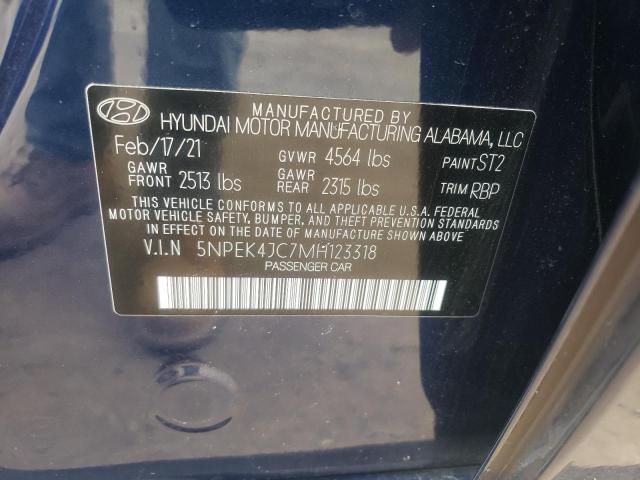 MANUFACTURED BY
HYUNDAI MOTOR MANUFACTURING ALABAMA, LLC
Feb/17/21 GVWR 4564 lbs PAINT ST2
GAWR FRONT 2513 lbs GAWR REAR 2315 lbs TRIM RBP
THIS VEHICLE CONFORMS TO ALL APPLICABLE U.S.A. FEDERAL
MOTOR VEHICLE SAFETY, BUMPER, AND THEFT PREVENTION STANDARDS
IN EFFECT ON THE DATE OF MANUFACTURE SHOWN ABOVE.
V.I.N 5NPEK4JC7MH123318
PASSENGER CAR